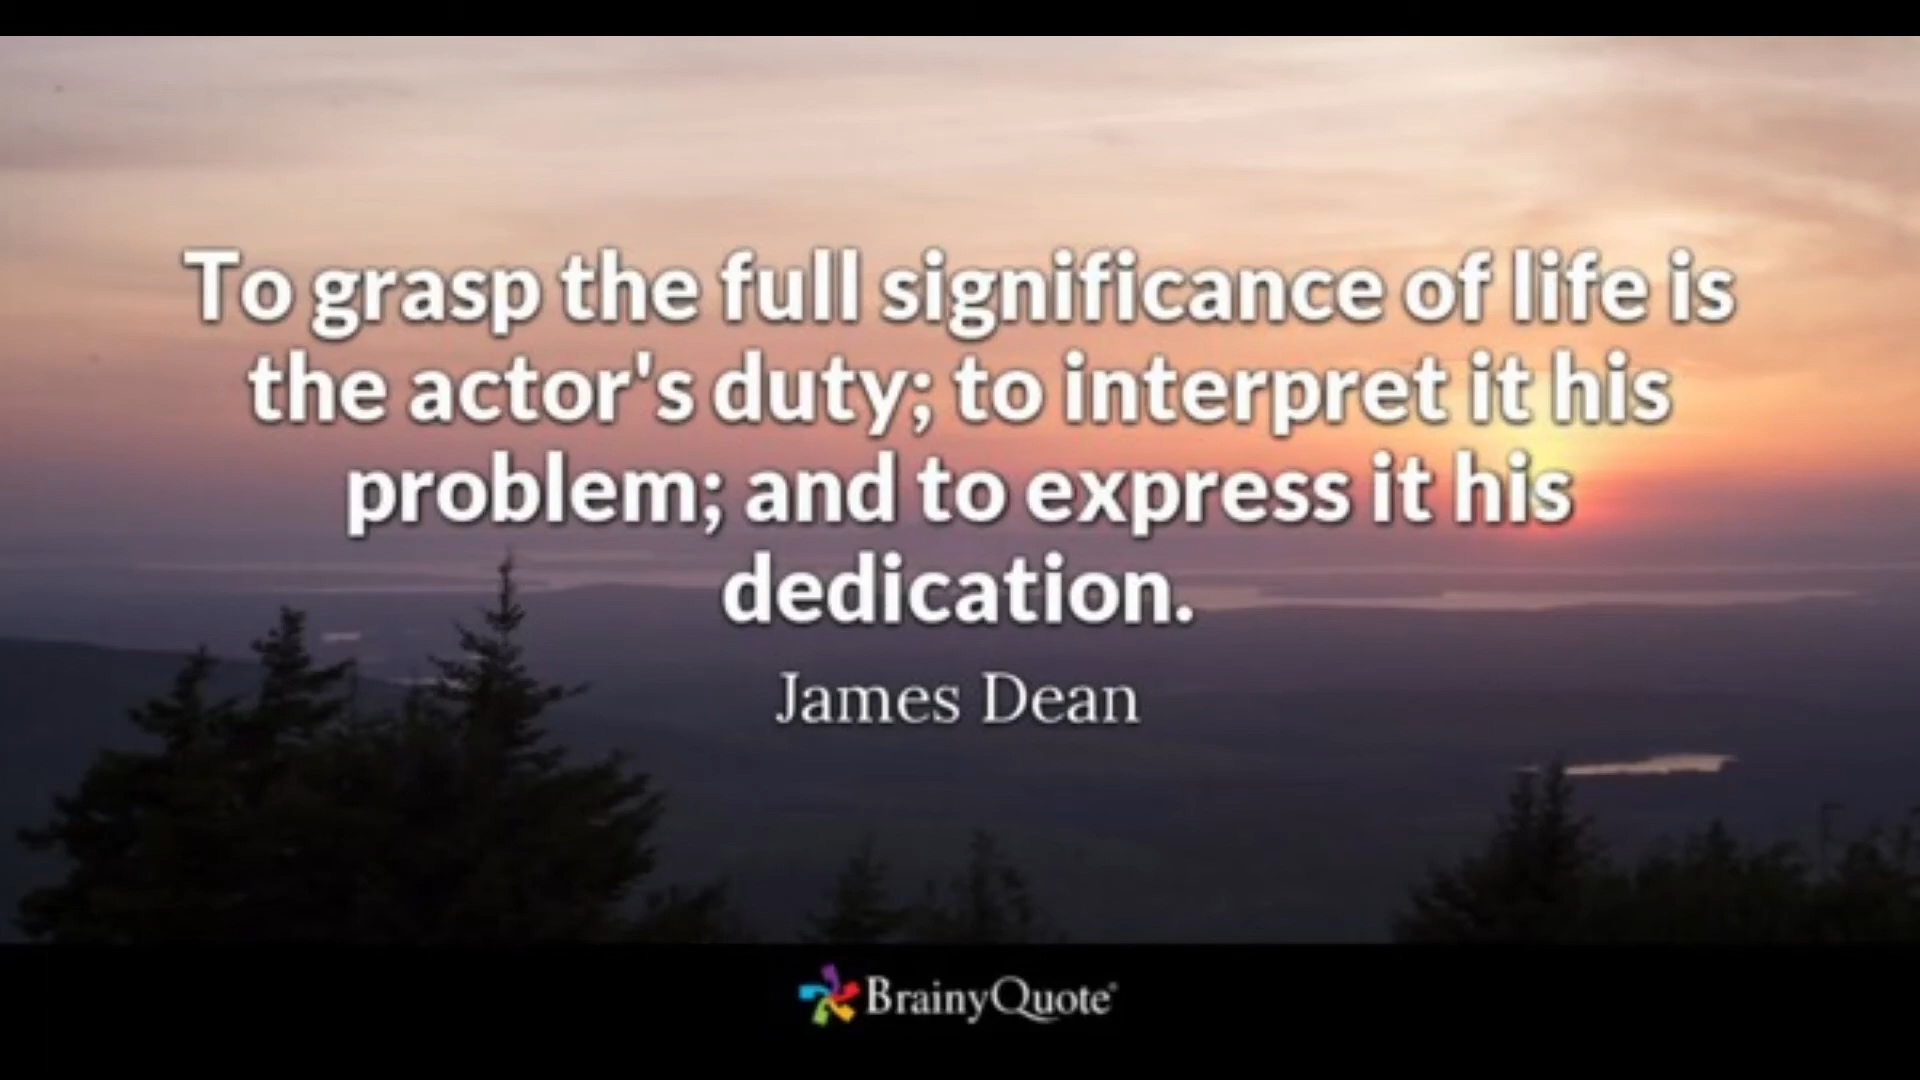 To grasp the full significance of life is
the actor's duty; to interpret it his
problem; and to express it his
dedication.
James Dean
BrainyQuote®